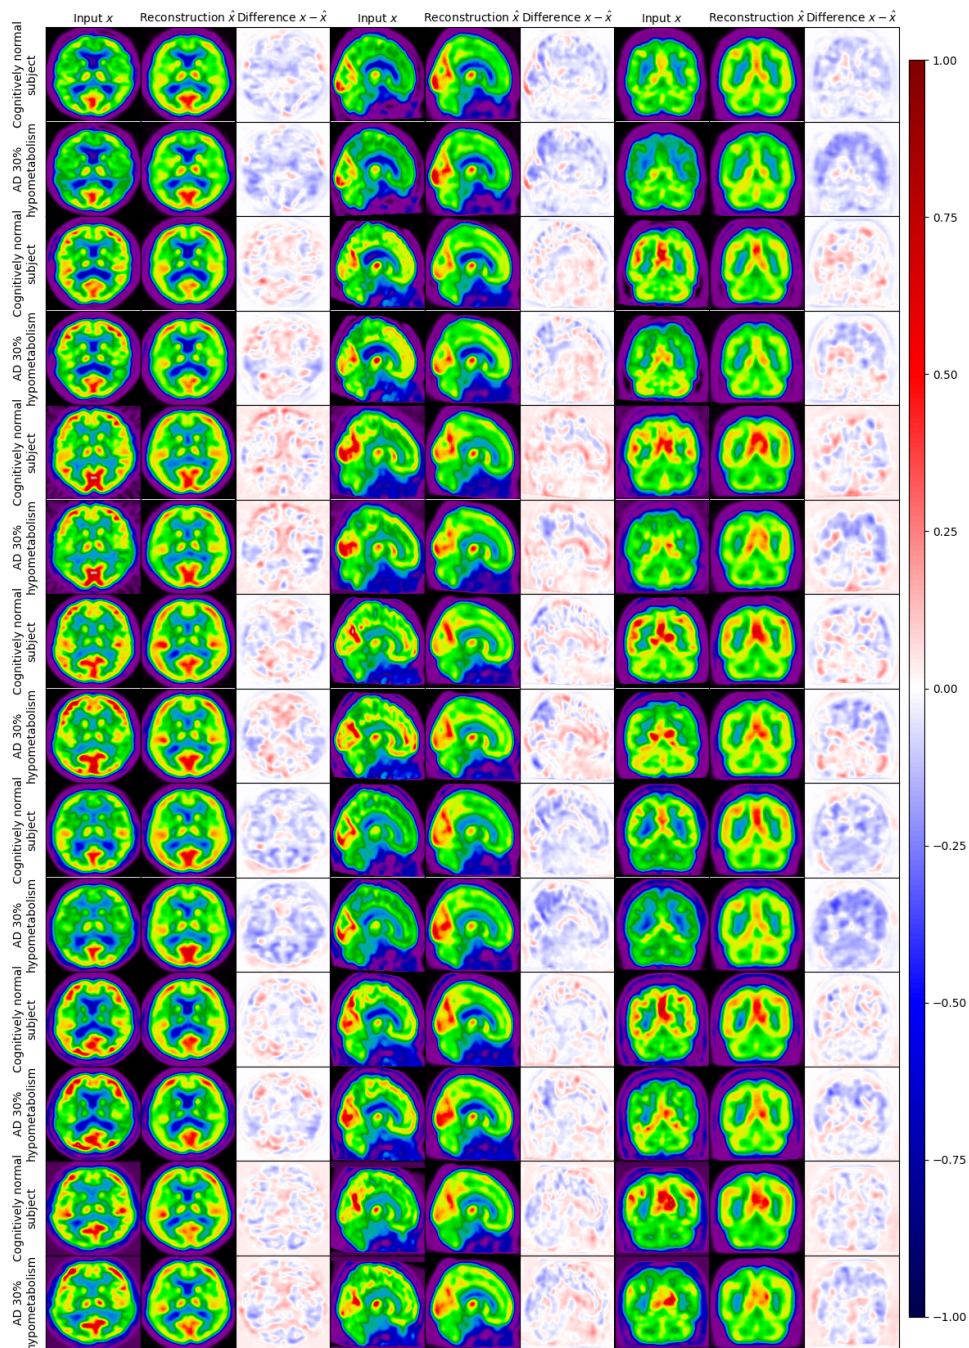 Input x Reconstruction x̂ Difference x − x̂ Input x Reconstruction x̂ Difference x − x̂ Input x Reconstruction x̂ Difference x − x̂
Cognitively normal
subject
AD 30%
hypometabolism
Cognitively normal
subject
AD 30%
hypometabolism
Cognitively normal
subject
AD 30%
hypometabolism
Cognitively normal
subject
AD 30%
hypometabolism
Cognitively normal
subject
AD 30%
hypometabolism
Cognitively normal
subject
AD 30%
hypometabolism
Cognitively normal
subject
AD 30%
hypometabolism
1.00
0.75
0.50
0.25
0.00
−0.25
−0.50
−0.75
−1.00